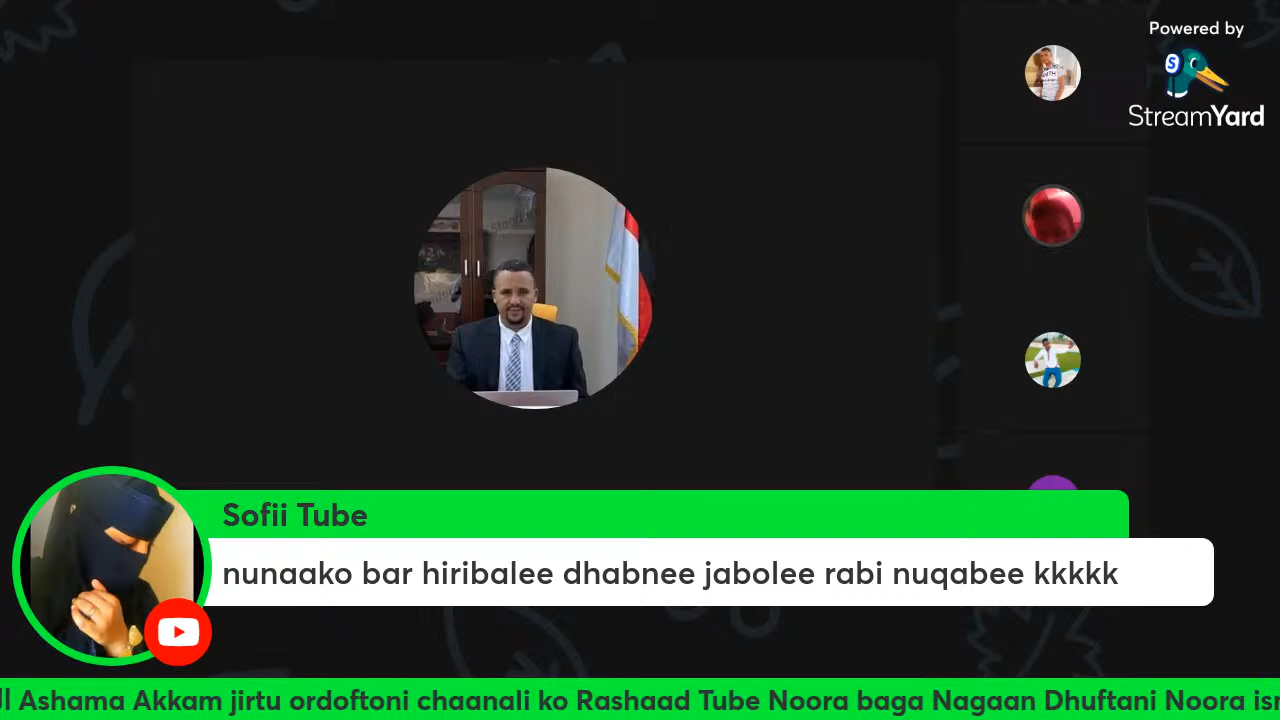 Powered by
StreamYard
Sofii Tube
nunaako bar hiribalee dhabnee jabolee rabi nuqabee kkkkk
Ashama Akkam jirtu ordoftoni chaanali ko Rashaad Tube Noora baga Nagaan Dhuftani Noora